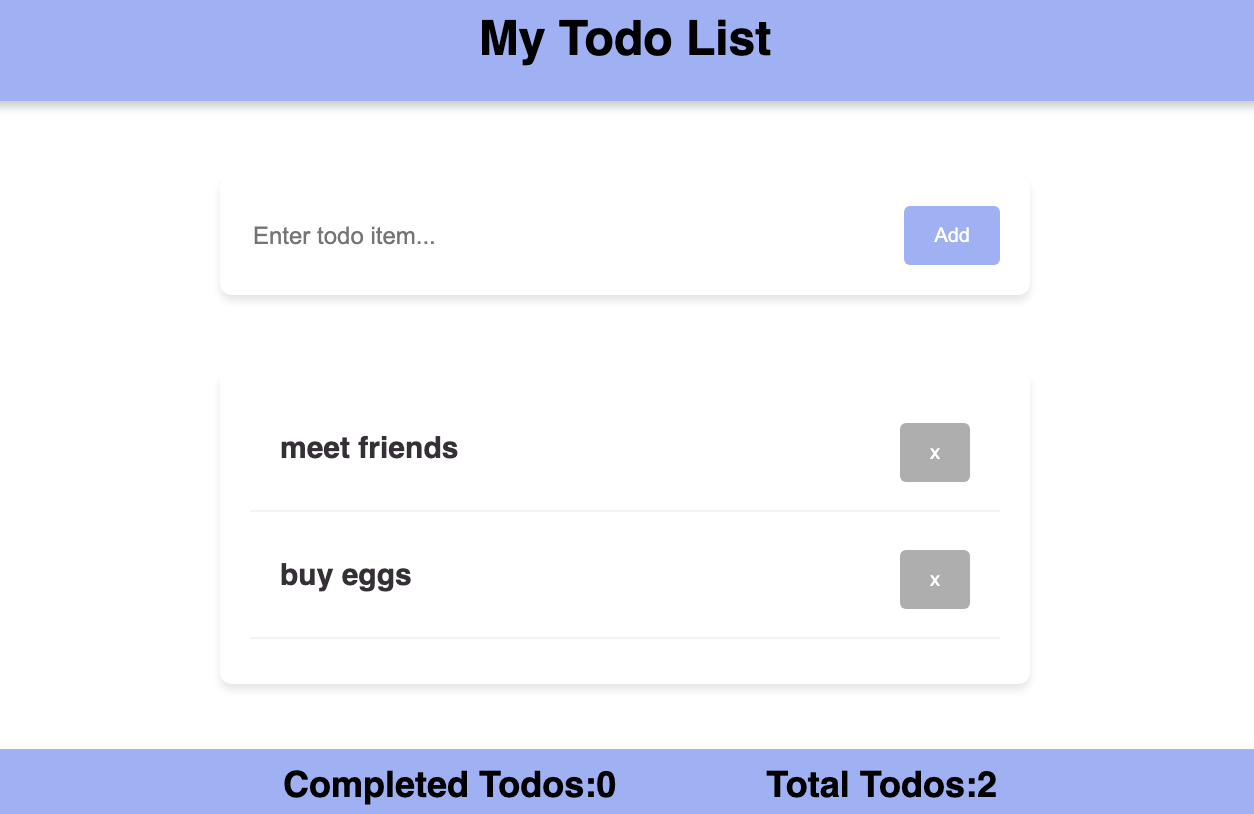 My Todo List
Enter todo item... Add
meet friends x
buy eggs x
Completed Todos:0 Total Todos:2